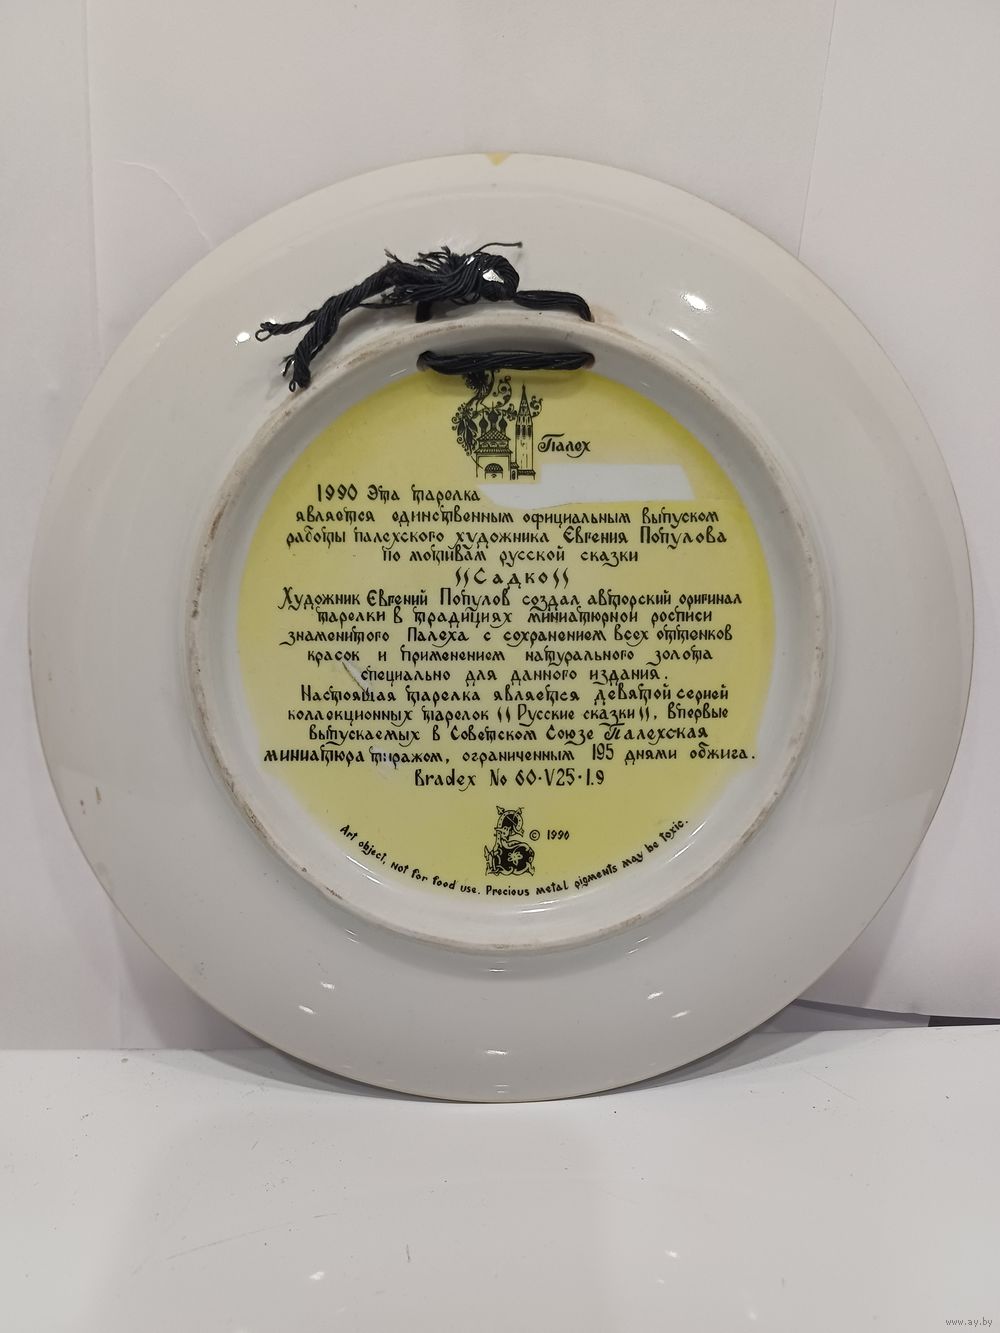 Палех
1990 Эта тарелка
является единственным официальным выпуском
работы палехского художника Евгения Популова
по мотивам русской сказки
"Садко"
Художник Евгений Популов создал авторский оригинал
тарелки в традициях миниатюрной росписи
знаменитого Палеха с сохранением всех оттенков
красок и применением натурального золота
специально для данного издания.
Настоящая тарелка является девятой серией
коллекционных тарелок "Русские сказки", впервые
выпускаемых в Советском Союзе Палехская
миниатюра тиражом, ограниченным 195 днями обжига.
Bradex No 60·V25·1.9
© 1990
Art object, not for food use. Precious metal pigments may be toxic.
www.ay.by